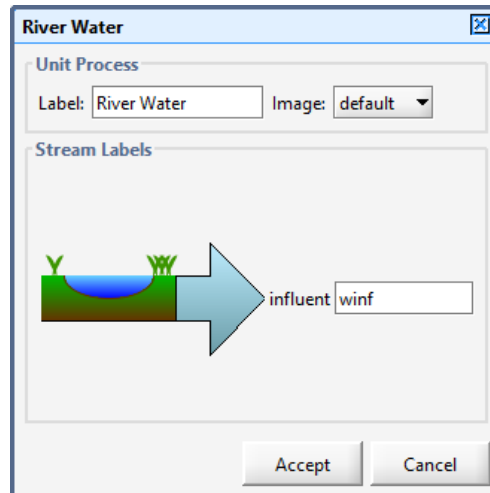 River Water
Unit Process
Label: River Water Image: default
Stream Labels
influent winf
Accept Cancel